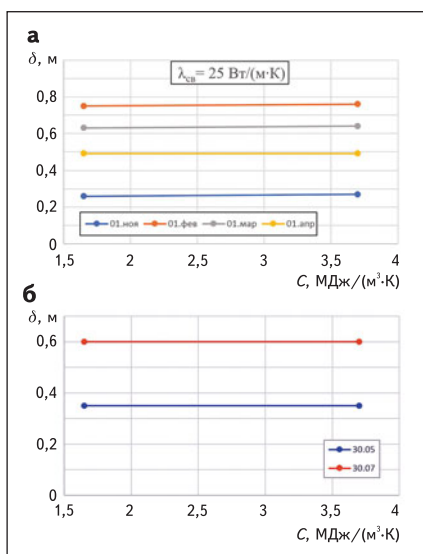 а
δ, м
λсв= 25 Вт/(м·К)
0,8
0,6
0,4
0,2
0
01.ноя 01.фев 01.мар 01.апр
1,5 2 2,5 3 3,5 4
С, МДж/(м³·К)
б
δ, м
0,6
0,4
0,2
0
30.05
30.07
1,5 2 2,5 3 3,5 4
С, МДж/(м³·К)